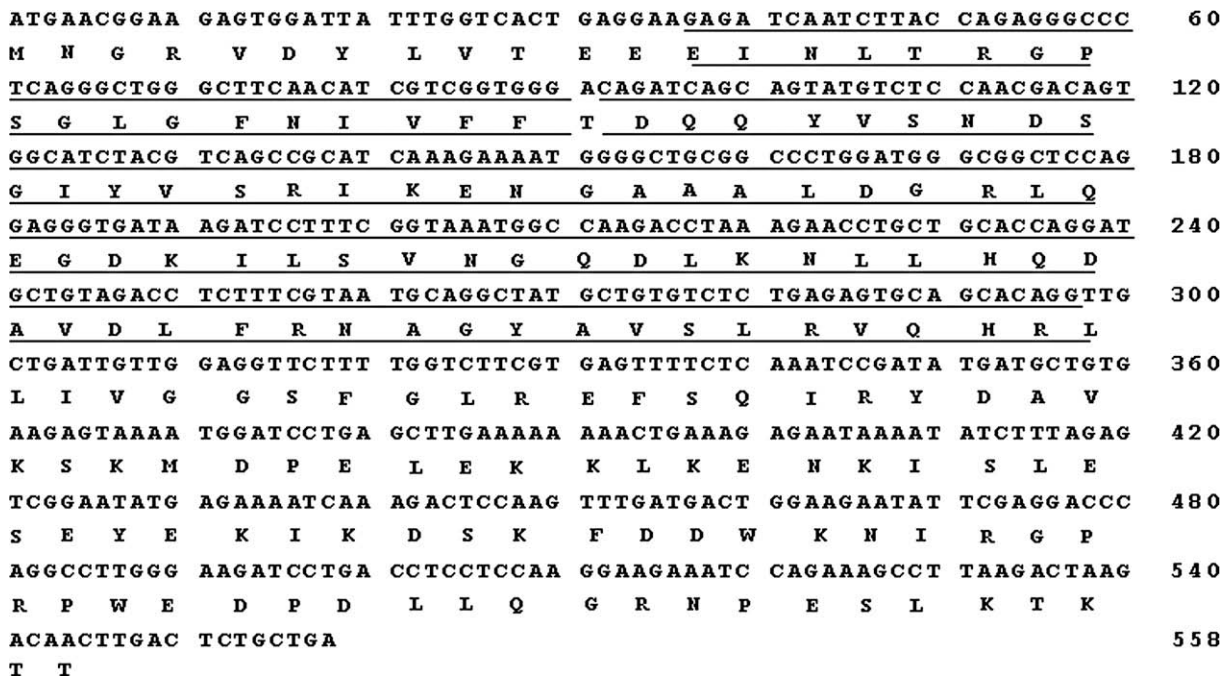 ATGAACGGAA GAGTGGATTA TTTGGTCACT GAGGAAGAGA TCAATCTTAC CAGAGGGCCC 60
M N G R V D Y L V T E E E I N L T R G P
TCAGGGCTGG GCTTCAACAT CGTCGGTGGG ACAGATCAGC AGTATGTCTC CAACGACAGT 120
S G L G F N I V F F T D Q Q Y V S N D S
GGCATCTACG TCAGCCGCAT CAAAGAAAAT GGGGCTGCGG CCCTGGATGG GCGGCTCCAG 180
G I Y V S R I K E N G A A A L D G R L Q
GAGGGTGATA AGATCCTTTC GGTAAATGGC CAAGACCTAA AGAACCTGCT GCACCAGGAT 240
E G D K I L S V N G Q D L K N L L H Q D
GCTGTAGACC TCTTTCGTAA TGCAGGCTAT GCTGTGTCTC TGAGAGTGCA GCACAGGTTG 300
A V D L F R N A G Y A V S L R V Q H R L
CTGATTGTTG GAGGTTCTTT TGGTCTTCGT GAGTTTTCTC AAATCCGATA TGATGCTGTG 360
L I V G G S F G L R E F S Q I R Y D A V
AAGAGTAAAA TGGATCCTGA GCTTGAAAAA AAACTGAAAG AGAATAAAAT ATCTTTAGAG 420
K S K M D P E L E K K L K E N K I S L E
TCGGAATATG AGAAAATCAA AGACTCCAAG TTTGATGACT GGAAGAATAT TCGAGGACCC 480
S E Y E K I K D S K F D D W K N I R G P
AGGCCTTGGG AAGATCCTGA CCTCCTCCAA GGAAGAAATC CAGAAAGCCT TAAGACTAAG 540
R P W E D P D L L Q G R N P E S L K T K
ACAACTTGAC TCTGCTGA 558
T T